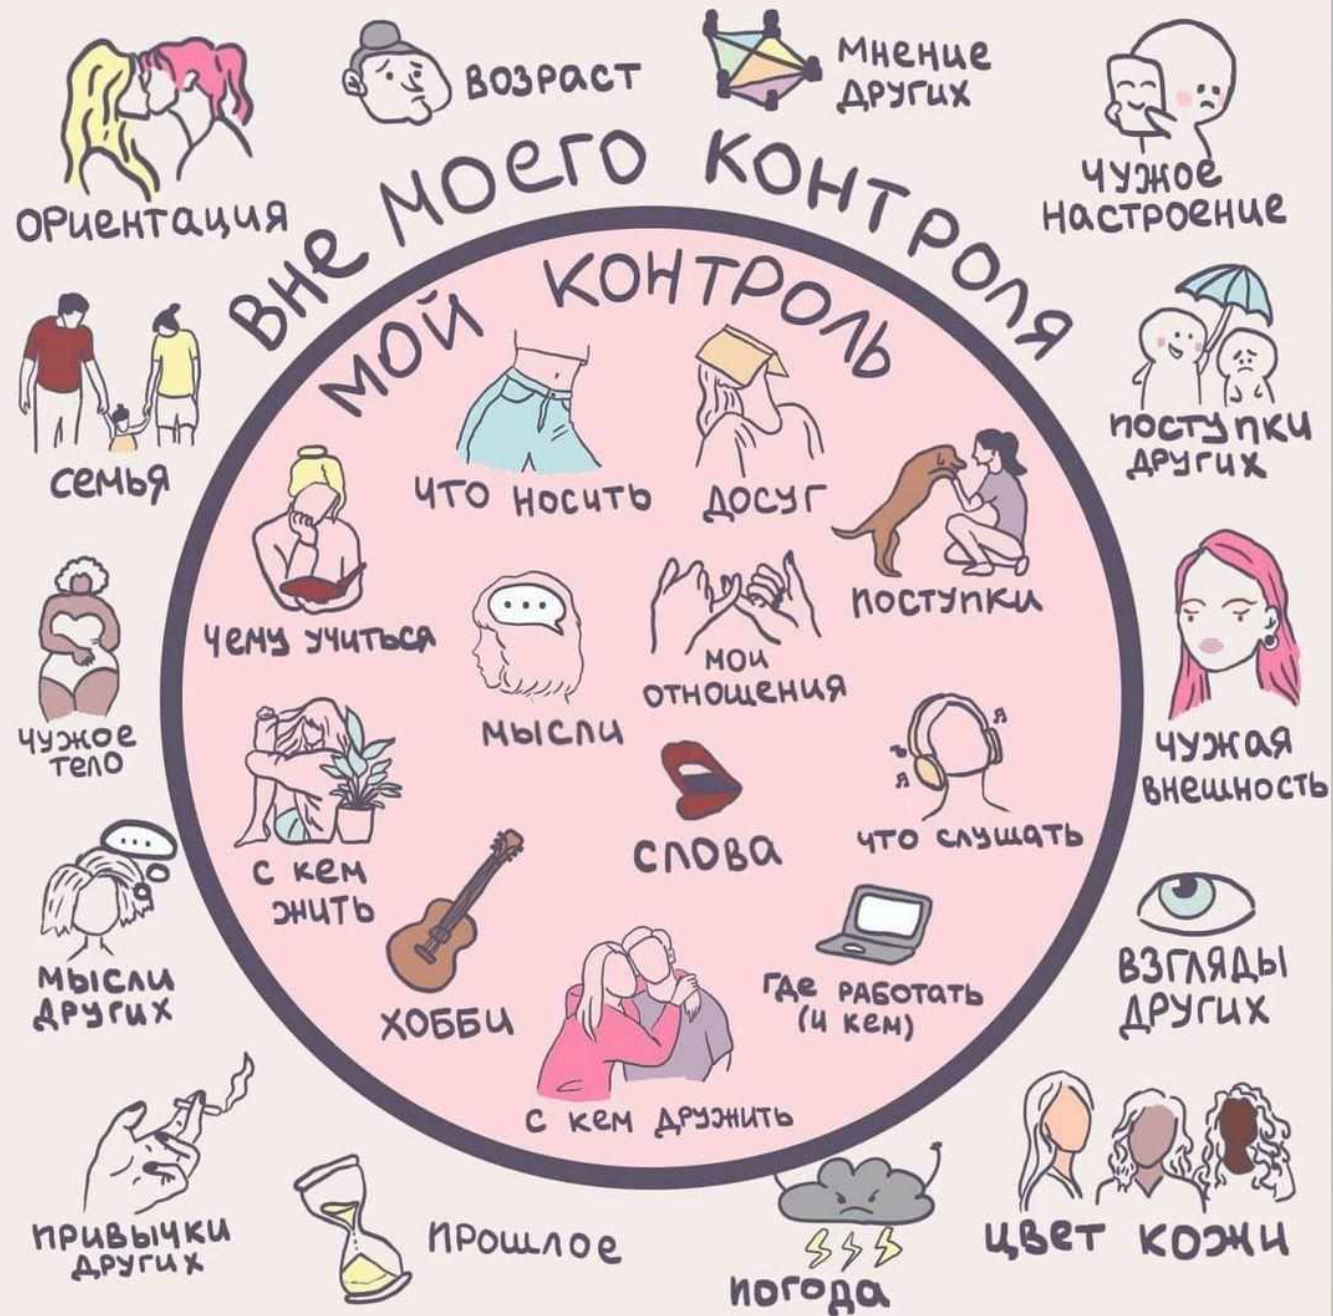 ВОЗРАСТ
МНЕНИЕ
ДРУГИХ
ЧУЖОЕ
НАСТРОЕНИЕ
ОРИЕНТАЦИЯ
ВНЕ МОЕГО КОНТРОЛЯ
МОЙ КОНТРОЛЬ
СЕМЬЯ
ЧТО НОСИТЬ
ДОСУГ
ПОСТУПКИ
ДРУГИХ
ЧЕМУ УЧИТЬСЯ
МЫСЛИ
МОИ
ОТНОШЕНИЯ
ПОСТУПКИ
ЧУЖОЕ
ТЕЛО
ЧУЖАЯ
ВНЕШНОСТЬ
С КЕМ
ЖИТЬ
СЛОВА
ЧТО СЛУШАТЬ
МЫСЛИ
ДРУГИХ
ХОББИ
ГДЕ РАБОТАТЬ
(И КЕМ)
ВЗГЛЯДЫ
ДРУГИХ
С КЕМ ДРУЖИТЬ
ПРИВЫЧКИ
ДРУГИХ
ПРОШЛОЕ
ПОГОДА
ЦВЕТ КОЖИ